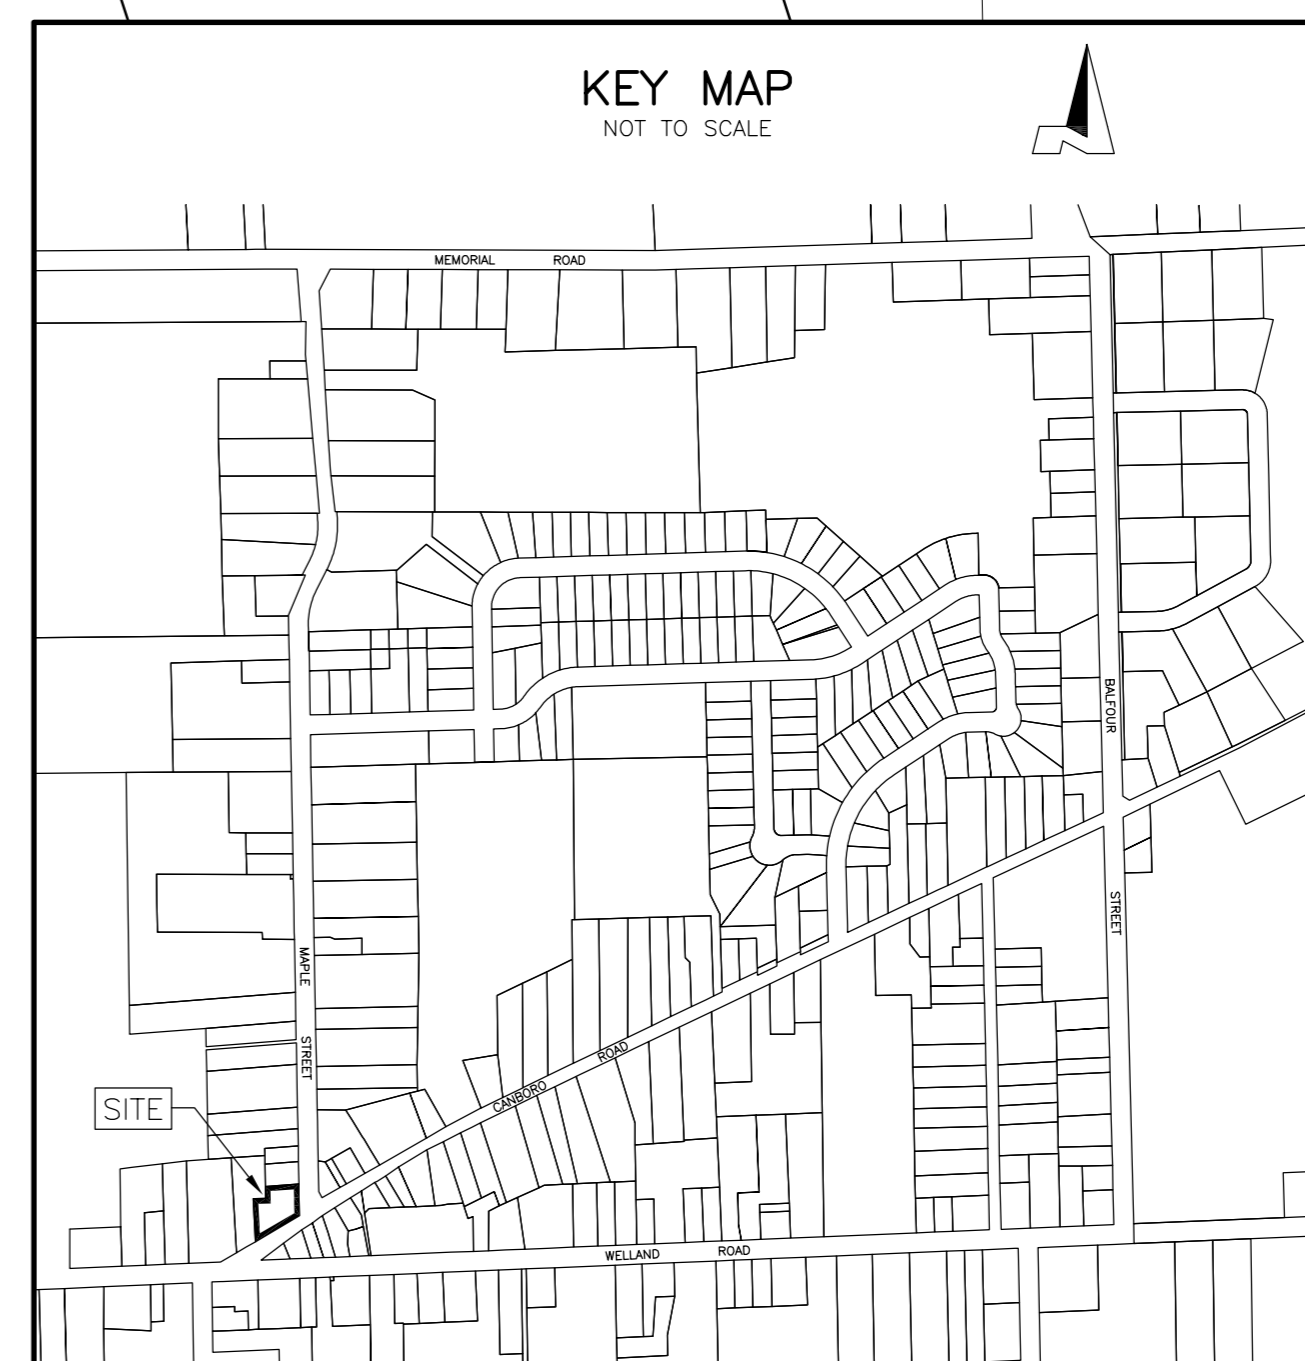 KEY MAP
NOT TO SCALE
MEMORIAL ROAD
BALFOUR STREET
MAPLE STREET
CANBORO ROAD
SITE
WELLAND ROAD